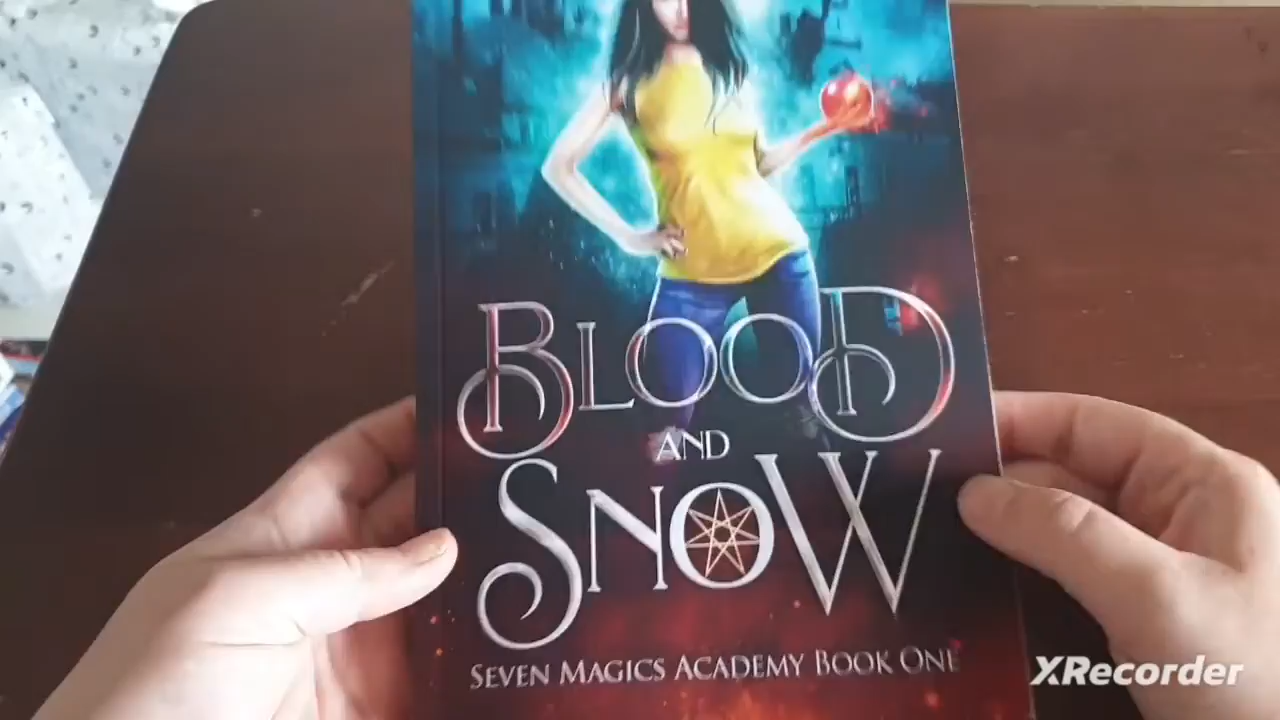 BLOOD
AND
SNOW
SEVEN MAGICS ACADEMY BOOK ONE
XRecorder